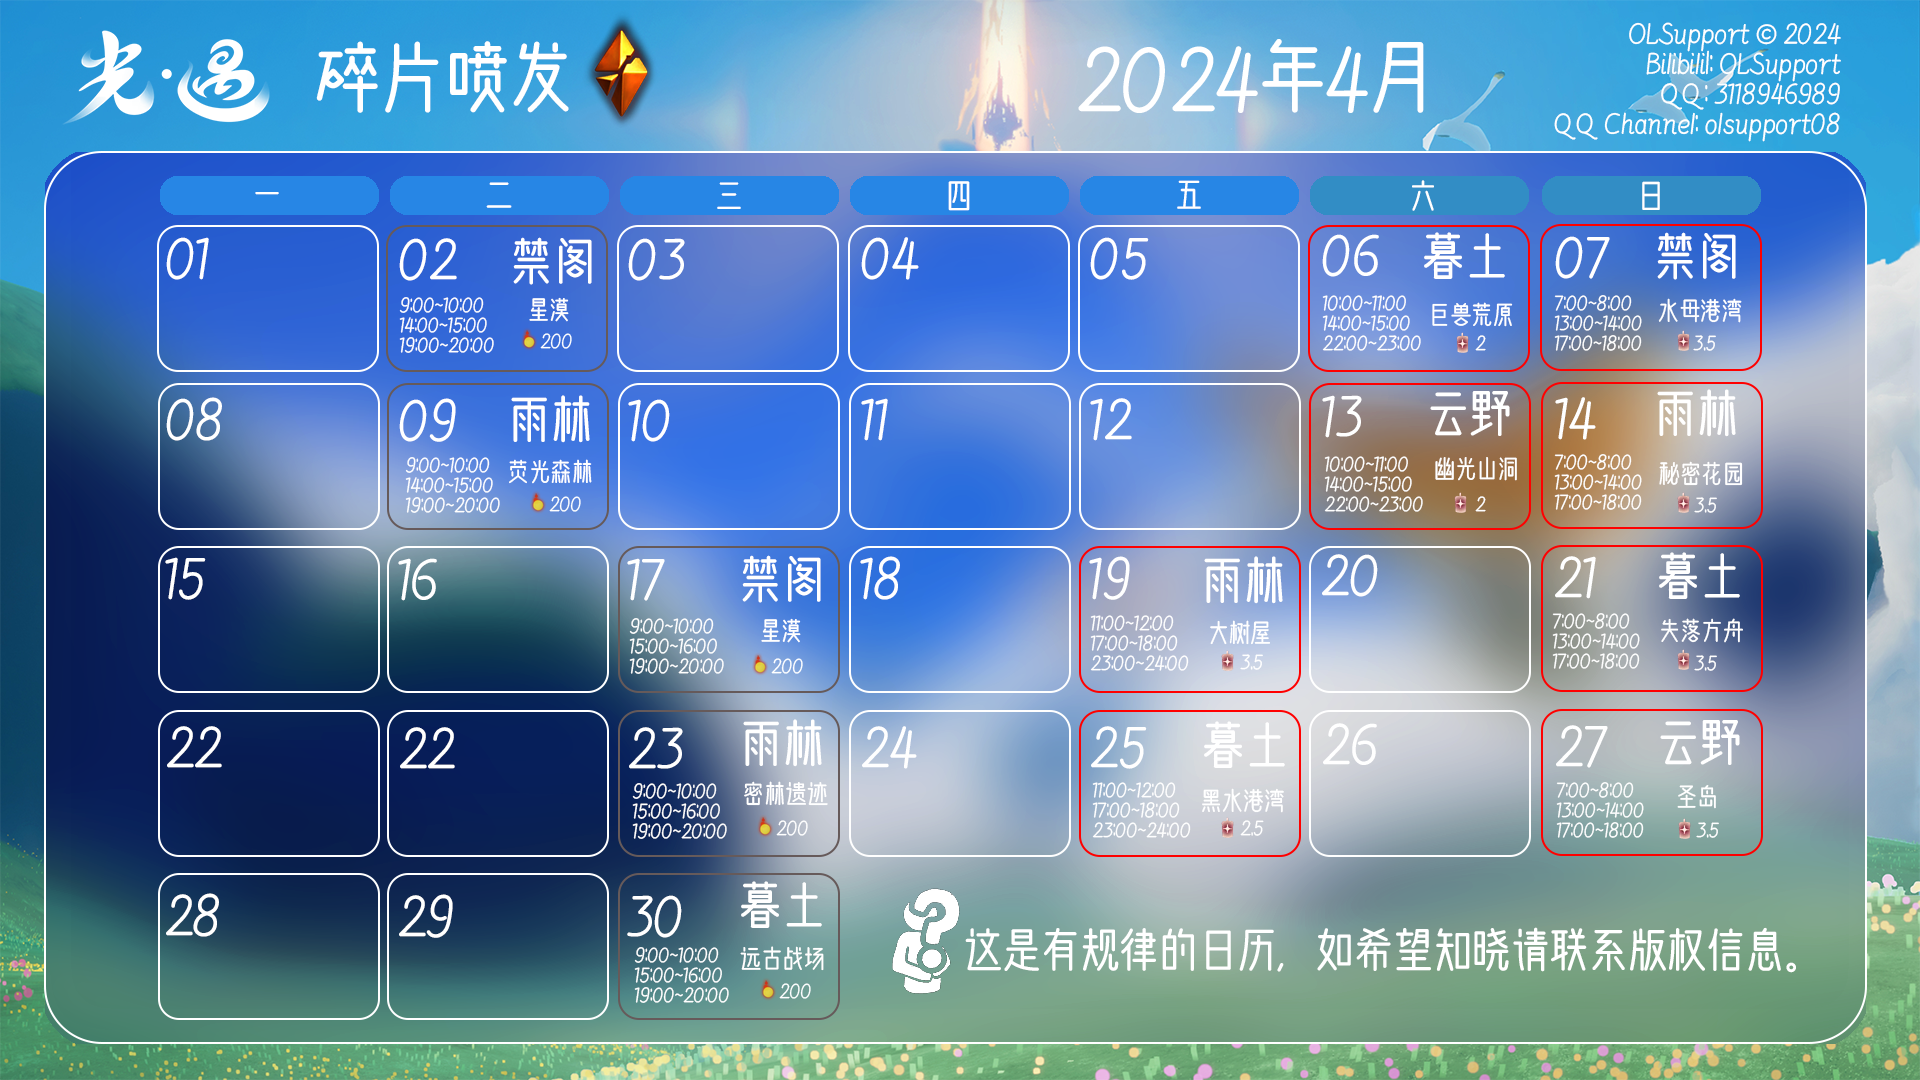 光·遇 碎片喷发 2024年4月
OLSupport © 2024
Bilibilil: OLSupport
QQ: 3118946989
QQ Channel: olsupport08
一 二 三 四 五 六 日
01
02 禁阁
9:00~10:00
14:00~15:00
19:00~20:00
星漠
200
03
04
05
06 暮土
10:00~11:00
14:00~15:00
22:00~23:00
巨兽荒原
2
07 禁阁
7:00~8:00
13:00~14:00
17:00~18:00
水母港湾
3.5
08
09 雨林
9:00~10:00
14:00~15:00
19:00~20:00
荧光森林
200
10
11
12
13 云野
10:00~11:00
14:00~15:00
22:00~23:00
幽光山洞
2
14 雨林
7:00~8:00
13:00~14:00
17:00~18:00
秘密花园
3.5
15
16
17 禁阁
9:00~10:00
15:00~16:00
19:00~20:00
星漠
200
18
19 雨林
11:00~12:00
17:00~18:00
23:00~24:00
大树屋
3.5
20
21 暮土
7:00~8:00
13:00~14:00
17:00~18:00
失落方舟
3.5
22
22
23 雨林
9:00~10:00
15:00~16:00
19:00~20:00
密林遗迹
200
24
25 暮土
11:00~12:00
17:00~18:00
23:00~24:00
黑水港湾
2.5
26
27 云野
7:00~8:00
13:00~14:00
17:00~18:00
圣岛
3.5
28
29
30 暮土
9:00~10:00
15:00~16:00
19:00~20:00
远古战场
200
这是有规律的日历, 如希望知晓请联系版权信息。